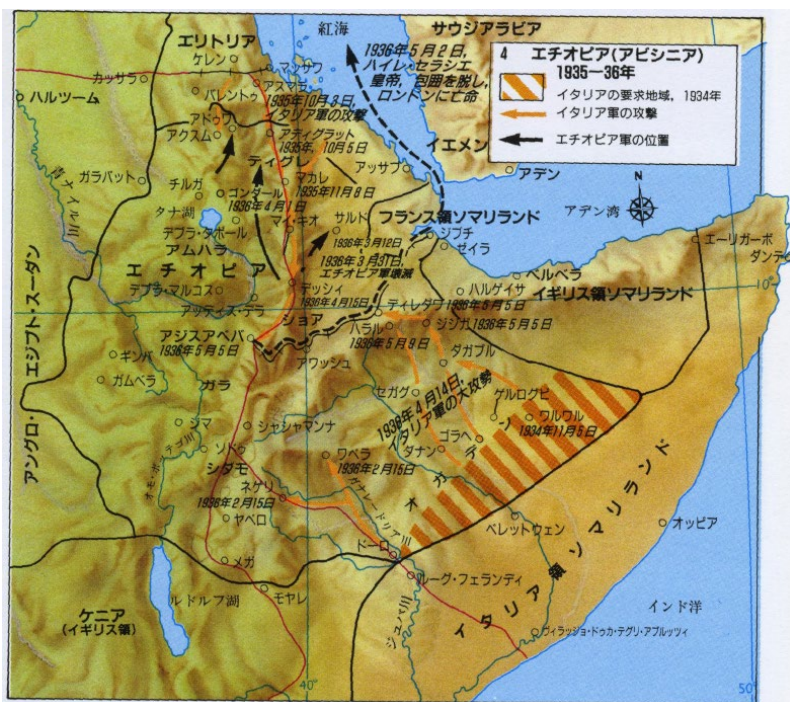 紅海
サウジアラビア
エリトリア
ケレン
マッサワ
カッサラ
アスマラ
ハルツーム
バレントゥ
1936年5月2日,
ハイレ・セラシエ
皇帝, 包囲を脱し,
ロンドンに亡命
4 エチオピア(アビシニア)
1935―36年
イタリアの要求地域, 1934年
イタリア軍の攻撃
エチオピア軍の位置
1935年10月3日,
イタリア軍の攻撃
アドゥワ
アクスム
アティグラット
1935年, 10月5日
イエメン
アデン
ティグレ
アッサブ
ガラバット
マカレ
1935年11月8日
チルガ
ゴンダール
1936年4月1日
N
アデン湾
青ナイル川
タナ湖
マイ・キオ
サルド
フランス領ソマリランド
デブラ・タボール
1936年3月12日
ジブチ
ゼイラ
エーリガーボ
ダンテ
アムハラ
1936年3月31日,
エチオピア軍壊滅
エチオピア
ベルベラ
10°
デブラ・マルコス
デッシィ
1936年4月15日
ハルゲイサ
イギリス領ソマリランド
アッディス・デラ
ショア
ディレダワ 1936年5月5日
アジスアベバ
1936年5月5日
ハラル
1936年5月9日
ジジガ 1936年5月5日
アワッシュ
ダガブル
ギンバ
ガムベラ
ガラ
セガグ
1936年4月14日,
イタリア軍の大攻勢
ゲルログビ
ワルワル
1934年11月5日
アングロ・エジプト・スーダン
ジマ
シャシャマンナ
ゴラヘ
ダナン
ソドゥ
ワベラ
1936年2月15日
オガデン
シダモ
ネゲリ
1936年2月15日
ヤベロ
ベレットウェン
オッビア
ドーロ
メガ
ルーグ・フェランディ
モヤレ
イタリア領ソマリランド
ルドルフ湖
ケニア
(イギリス領)
ジュバ川
インド洋
ヴィラッジョ・ドゥカ・デグリ・アブルッツィ
40°
50°